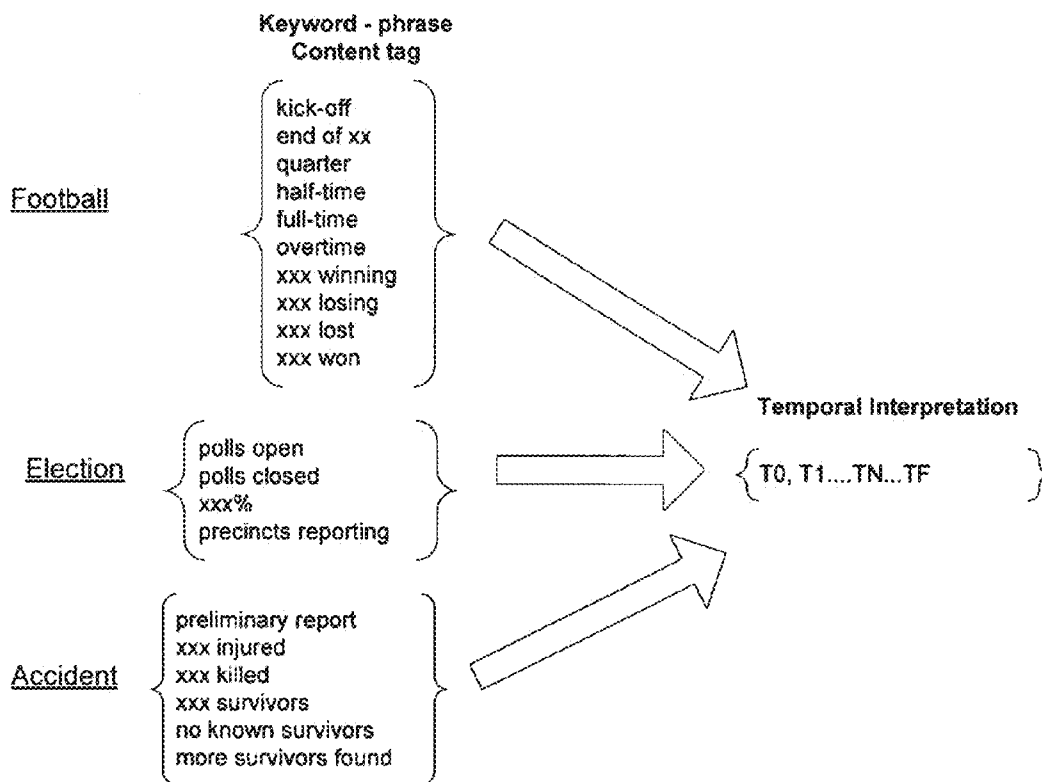 Keyword - phrase
Content tag
Football
kick-off
end of xx
quarter
half-time
full-time
overtime
xxx winning
xxx losing
xxx lost
xxx won
Temporal Interpretation
T0, T1....TN...TF
Election
polls open
polls closed
xxx%
precincts reporting
Accident
preliminary report
xxx injured
xxx killed
xxx survivors
no known survivors
more survivors found